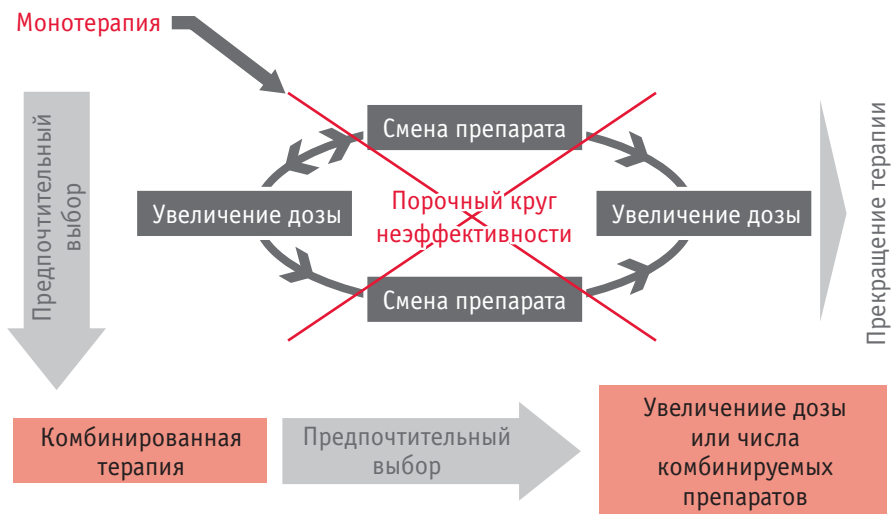 Монотерапия
Предпочтительный
выбор
Смена препарата
Увеличение дозы
Порочный круг
неэффективности
Увеличение дозы
Смена препарата
Прекращение терапии
Комбинированная
терапия
Предпочтительный
выбор
Увеличениие дозы
или числа
комбинируемых
препаратов